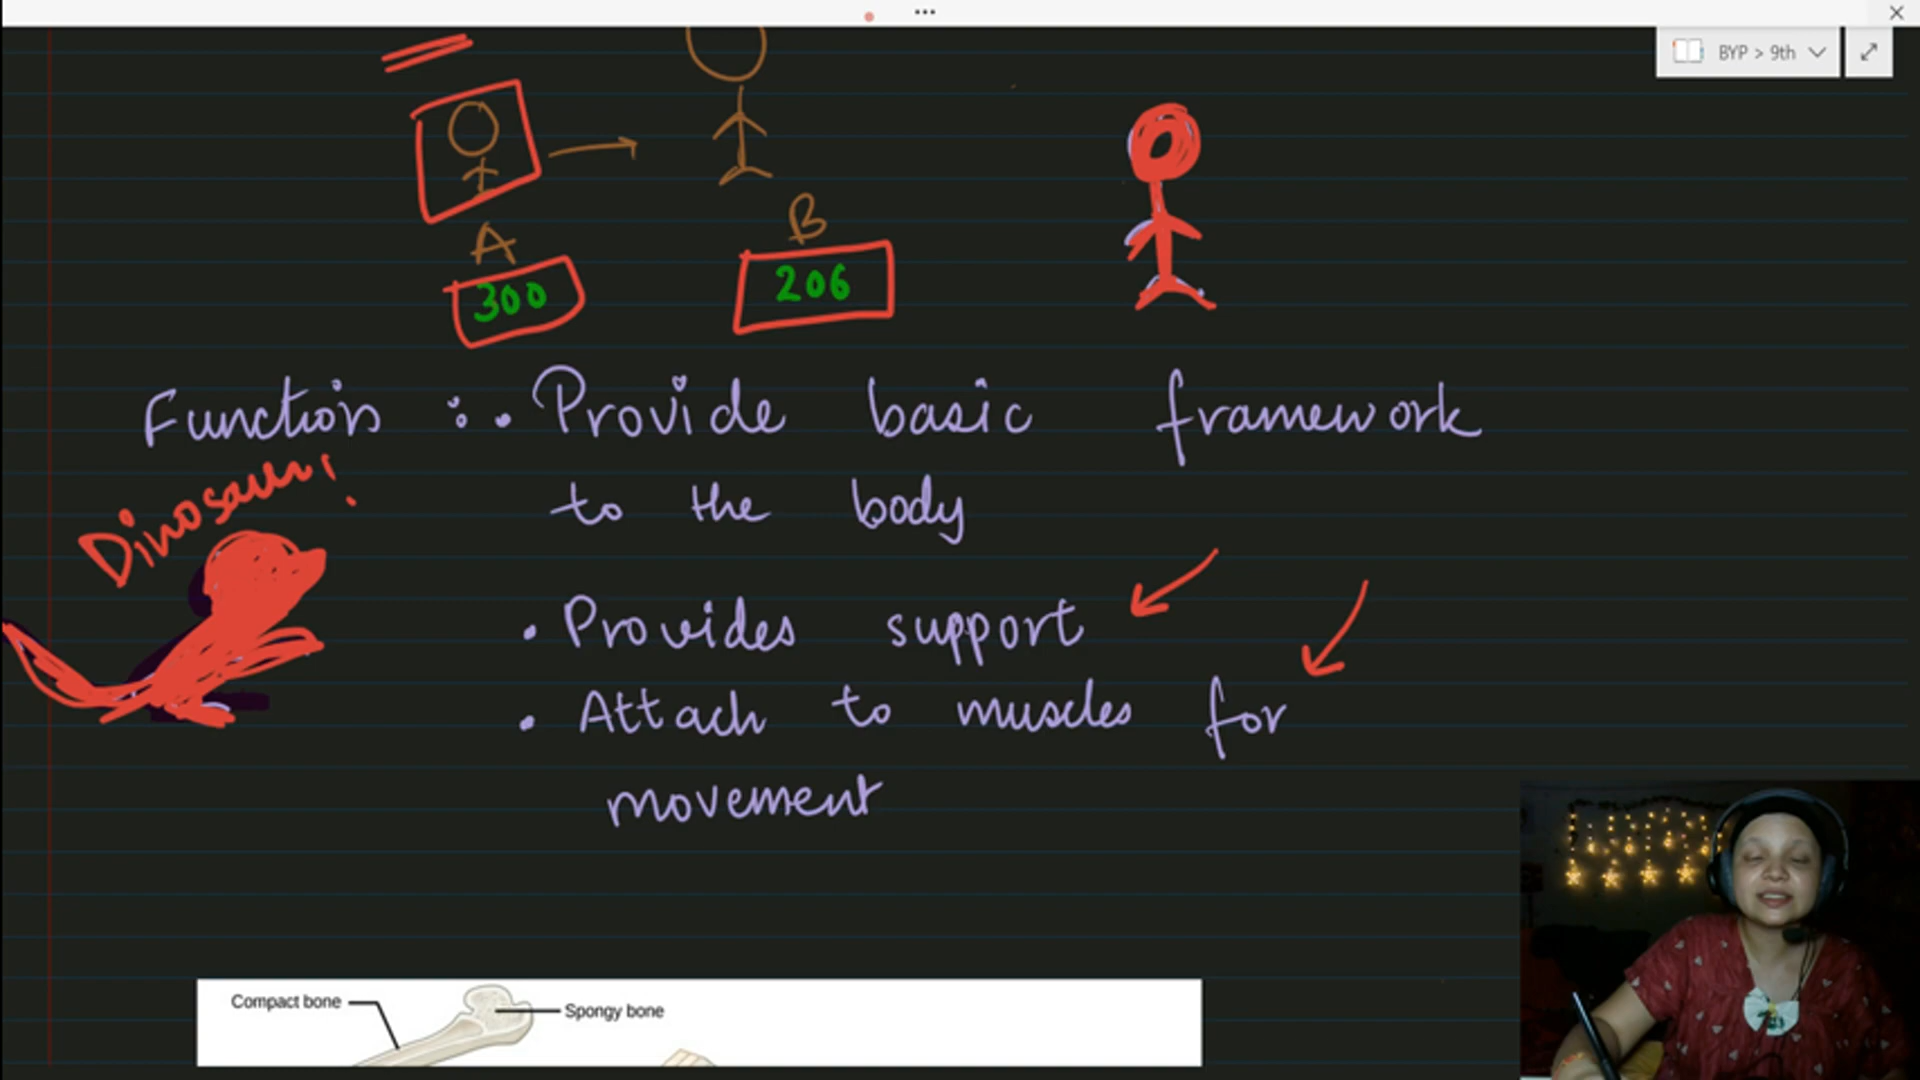 BYP > 9th
A
B
300
206
Function : • Provide basic framework
to the body
Dinosaur!
• Provides support
• Attach to muscles for
movement
Compact bone
Spongy bone